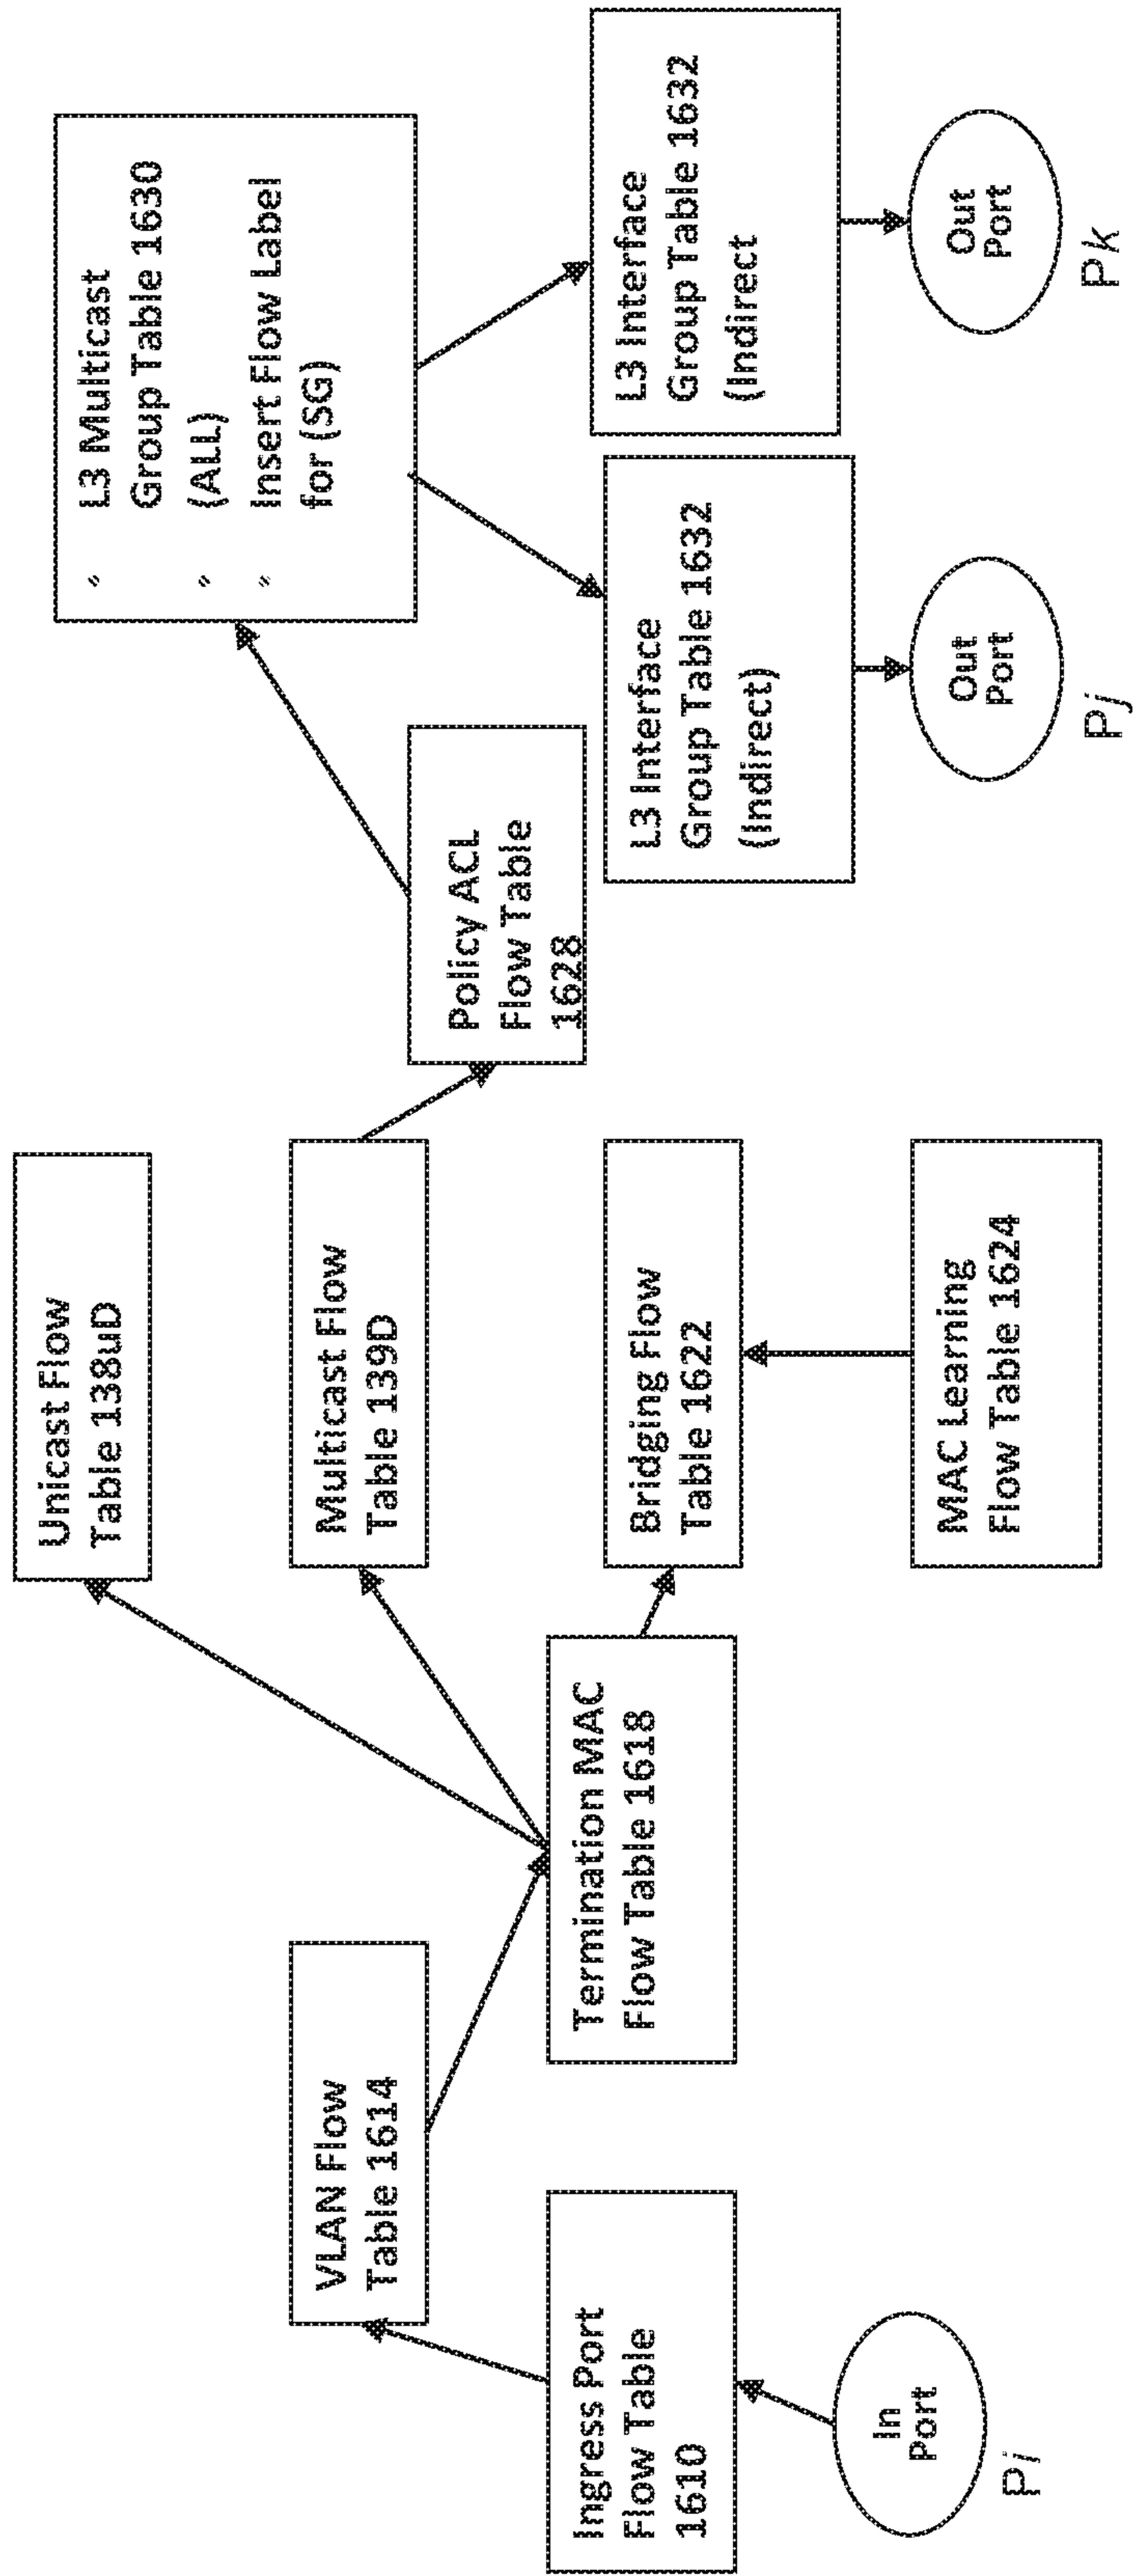 In
Port
Pi
Ingress Port
Flow Table
1610
VLAN Flow
Table 1614
Termination MAC
Flow Table 1618
Unicast Flow
Table 138uD
Multicast Flow
Table 139D
Bridging Flow
Table 1622
MAC Learning
Flow Table 1624
Policy ACL
Flow Table
1628
L3 Multicast
Group Table 1630
(ALL)
Insert Flow Label
for (SG)
L3 Interface
Group Table 1632
(Indirect)
Out
Port
Pj
L3 Interface
Group Table 1632
(Indirect
Out
Port
Pk